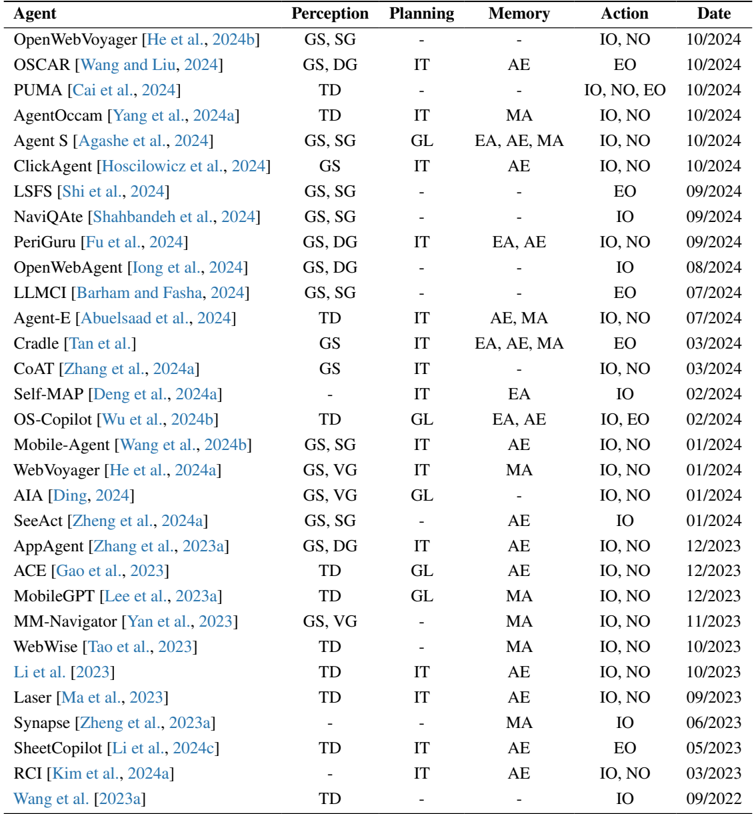 Agent Perception Planning Memory Action Date
OpenWebVoyager [He et al., 2024b] GS, SG - - IO, NO 10/2024
OSCAR [Wang and Liu, 2024] GS, DG IT AE EO 10/2024
PUMA [Cai et al., 2024] TD - - IO, NO, EO 10/2024
AgentOccam [Yang et al., 2024a] TD IT MA IO, NO 10/2024
Agent S [Agashe et al., 2024] GS, SG GL EA, AE, MA IO, NO 10/2024
ClickAgent [Hoscilowicz et al., 2024] GS IT AE IO, NO 10/2024
LSFS [Shi et al., 2024] GS, SG - - EO 09/2024
NaviQAte [Shahbandeh et al., 2024] GS, SG - - IO 09/2024
PeriGuru [Fu et al., 2024] GS, DG IT EA, AE IO, NO 09/2024
OpenWebAgent [Iong et al., 2024] GS, DG - - IO 08/2024
LLMCI [Barham and Fasha, 2024] GS, SG - - EO 07/2024
Agent-E [Abuelsaad et al., 2024] TD IT AE, MA IO, NO 07/2024
Cradle [Tan et al.] GS IT EA, AE, MA EO 03/2024
CoAT [Zhang et al., 2024a] GS IT - IO, NO 03/2024
Self-MAP [Deng et al., 2024a] - IT EA IO 02/2024
OS-Copilot [Wu et al., 2024b] TD GL EA, AE IO, EO 02/2024
Mobile-Agent [Wang et al., 2024b] GS, SG IT AE IO, NO 01/2024
WebVoyager [He et al., 2024a] GS, VG IT MA IO, NO 01/2024
AIA [Ding, 2024] GS, VG GL - IO, NO 01/2024
SeeAct [Zheng et al., 2024a] GS, SG - AE IO 01/2024
AppAgent [Zhang et al., 2023a] GS, DG IT AE IO, NO 12/2023
ACE [Gao et al., 2023] TD GL AE IO, NO 12/2023
MobileGPT [Lee et al., 2023a] TD GL MA IO, NO 12/2023
MM-Navigator [Yan et al., 2023] GS, VG - MA IO, NO 11/2023
WebWise [Tao et al., 2023] TD - MA IO, NO 10/2023
Li et al. [2023] TD IT AE IO, NO 10/2023
Laser [Ma et al., 2023] TD IT AE IO, NO 09/2023
Synapse [Zheng et al., 2023a] - - MA IO 06/2023
SheetCopilot [Li et al., 2024c] TD IT AE EO 05/2023
RCI [Kim et al., 2024a] - IT AE IO, NO 03/2023
Wang et al. [2023a] TD - - IO 09/2022